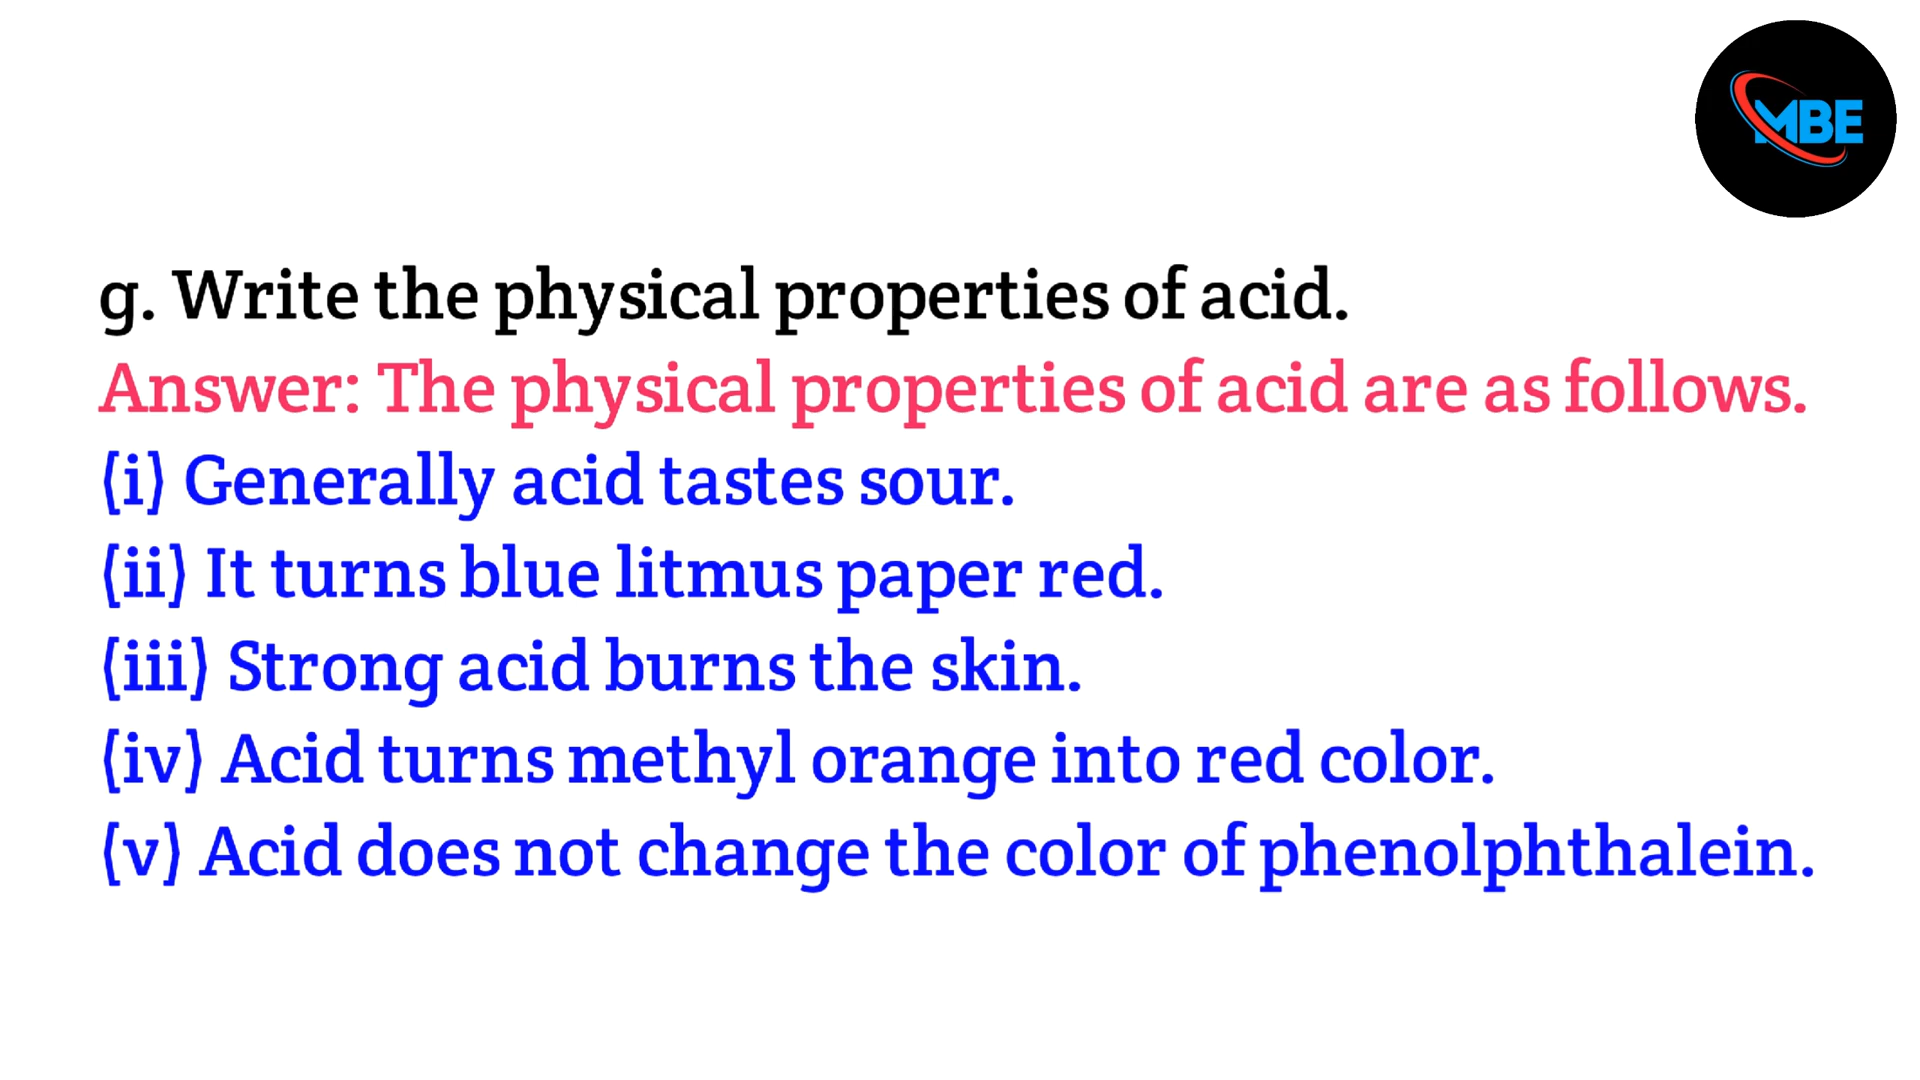 MBE
g. Write the physical properties of acid.
Answer: The physical properties of acid are as follows.
(i) Generally acid tastes sour.
(ii) It turns blue litmus paper red.
(iii) Strong acid burns the skin.
(iv) Acid turns methyl orange into red color.
(v) Acid does not change the color of phenolphthalein.